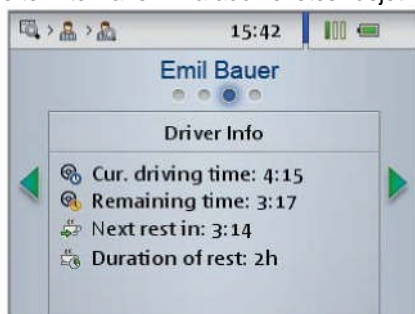 15:42
Emil Bauer
Driver Info
Cur. driving time: 4:15
Remaining time: 3:17
Next rest in: 3:14
Duration of rest: 2h